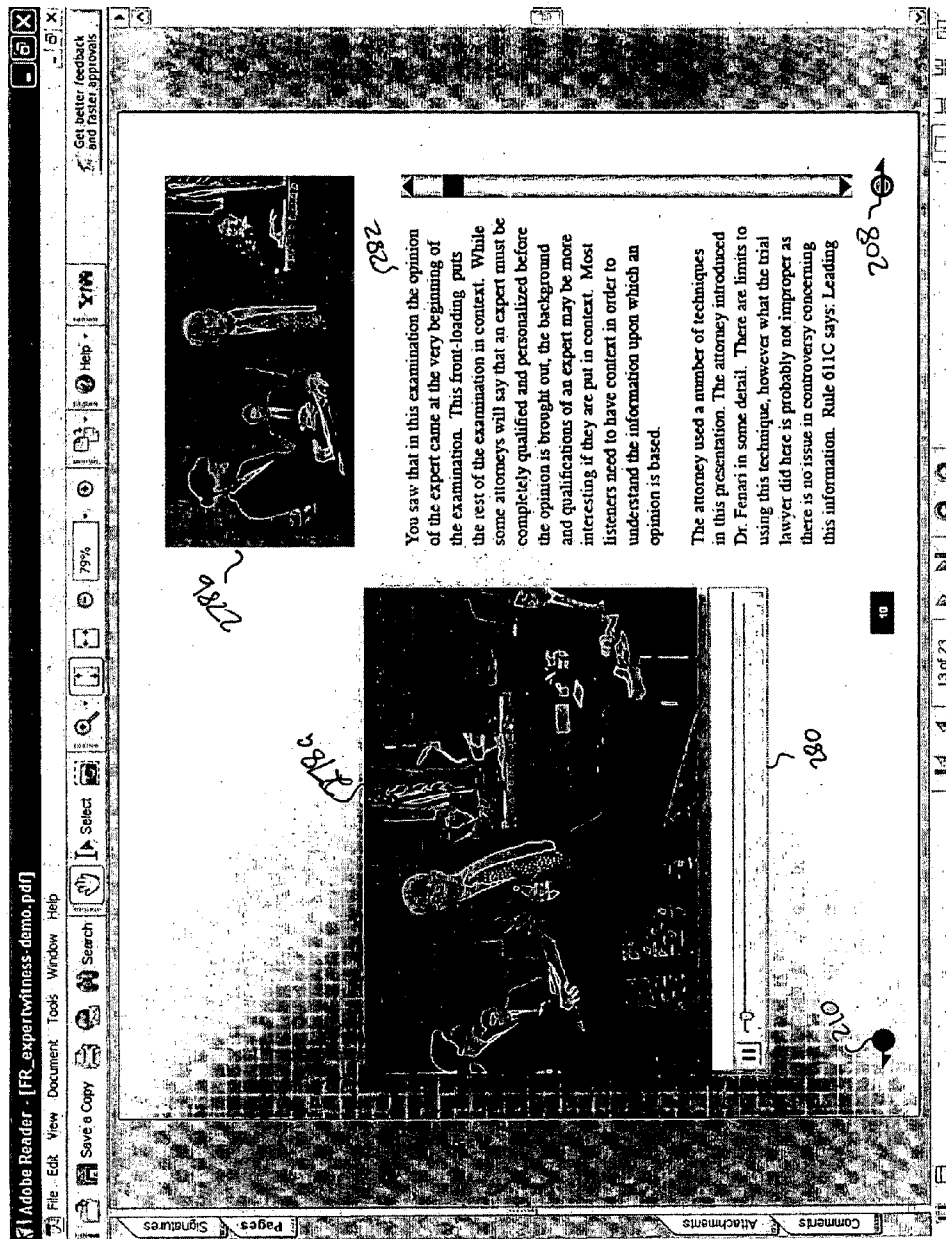 Adobe Reader - [FR_expertwitness-demo.pdf]
File Edit View Document Tools Window Help
Save a Copy Search Select 79% Help Y!W
Get better feedback
and faster approvals
Signatures
Pages
Attachments
Comments
278a
278b
282
You saw that in this examination the opinion
of the expert came at the very beginning of
the examination. This front-loading puts
the rest of the examination in context. While
some attorneys will say that an expert must be
completely qualified and personalized before
the opinion is brought out, the background
and qualifications of an expert may be more
interesting if they are put in context. Most
listeners need to have context in order to
understand the information upon which an
opinion is based.
The attorney used a number of techniques
in this presentation. The attorney introduced
Dr. Fenari in some detail. There are limits to
using this technique, however what the trial
lawyer did here is probably not improper as
there is no issue in controversy concerning
this information. Rule 611C says: Leading
280
210
10
208
13 of 23